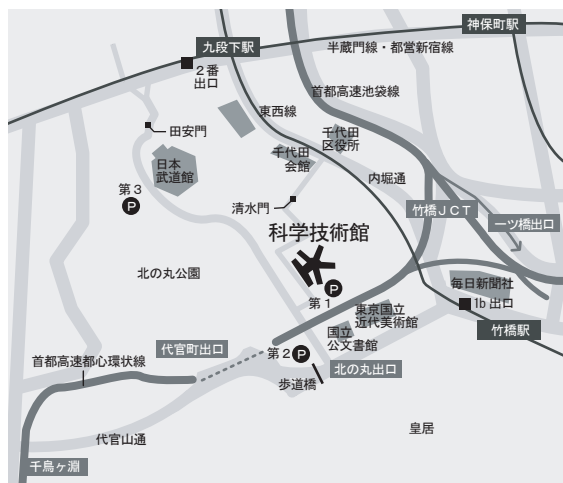 神保町駅
九段下駅
半蔵門線・都営新宿線
2番
出口
首都高速池袋線
東西線
田安門
千代田
区役所
千代田
会館
日本
武道館
内堀通
第3
P
清水門
竹橋JCT
一ツ橋出口
科学技術館
北の丸公園
P
第1
毎日新聞社
1b 出口
東京国立
近代美術館
国立
公文書館
竹橋駅
代官町出口
第2 P
首都高速都心環状線
北の丸出口
歩道橋
代官山通
皇居
千鳥ヶ淵